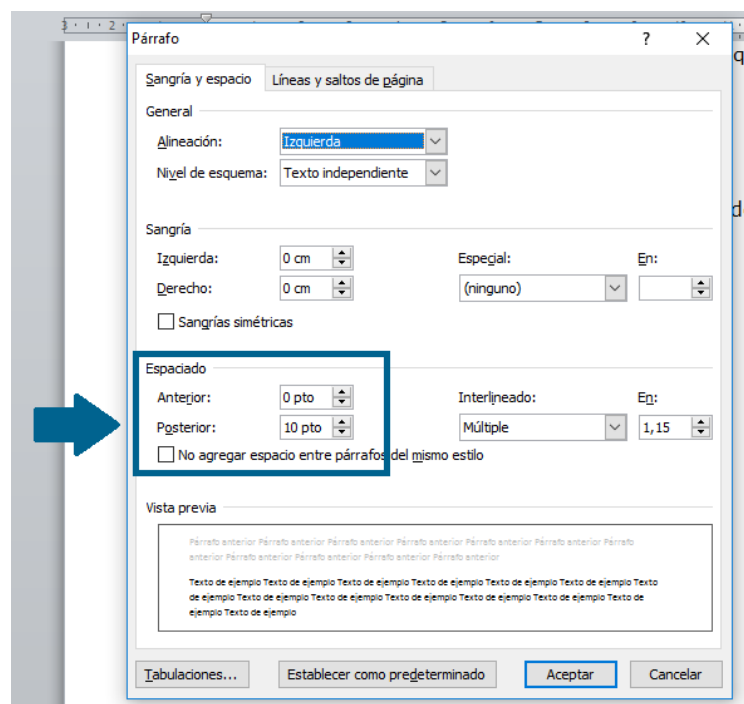 3 · ı · 2 ·
Párrafo ? ×
Sangría y espacio Líneas y saltos de página
General
Alineación: Izquierda
Nivel de esquema: Texto independiente
Sangría
Izquierda: 0 cm Especial: En:
Derecho: 0 cm (ninguno)
Sangrías simétricas
Espaciado
Anterior: 0 pto Interlineado: En:
Posterior: 10 pto Múltiple 1,15
No agregar espacio entre párrafos del mismo estilo
Vista previa
Párrafo anterior Párrafo anterior Párrafo anterior Párrafo anterior Párrafo anterior Párrafo anterior Párrafo
anterior Párrafo anterior Párrafo anterior Párrafo anterior Párrafo anterior
Texto de ejemplo Texto de ejemplo Texto de ejemplo Texto de ejemplo Texto de ejemplo Texto de ejemplo Texto
de ejemplo Texto de ejemplo Texto de ejemplo Texto de ejemplo Texto de ejemplo Texto de ejemplo Texto de
ejemplo Texto de ejemplo
Tabulaciones... Establecer como predeterminado Aceptar Cancelar